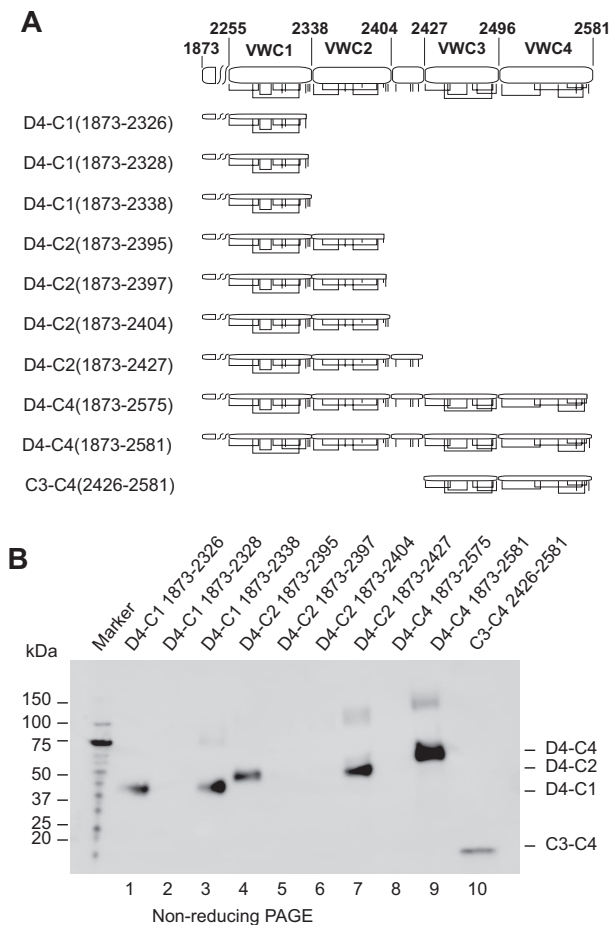 A
1873 2255 2338 2404 2427 2496 2581
VWC1 VWC2 VWC3 VWC4
D4-C1(1873-2326)
D4-C1(1873-2328)
D4-C1(1873-2338)
D4-C2(1873-2395)
D4-C2(1873-2397)
D4-C2(1873-2404)
D4-C2(1873-2427)
D4-C4(1873-2575)
D4-C4(1873-2581)
C3-C4(2426-2581)
B
Marker
D4-C1 1873-2326
D4-C1 1873-2328
D4-C1 1873-2338
D4-C2 1873-2395
D4-C2 1873-2397
D4-C2 1873-2404
D4-C2 1873-2427
D4-C4 1873-2575
D4-C4 1873-2581
C3-C4 2426-2581
kDa
150
100
75
50
37
25
20
D4-C4
D4-C2
D4-C1
C3-C4
1 2 3 4 5 6 7 8 9 10
Non-reducing PAGE